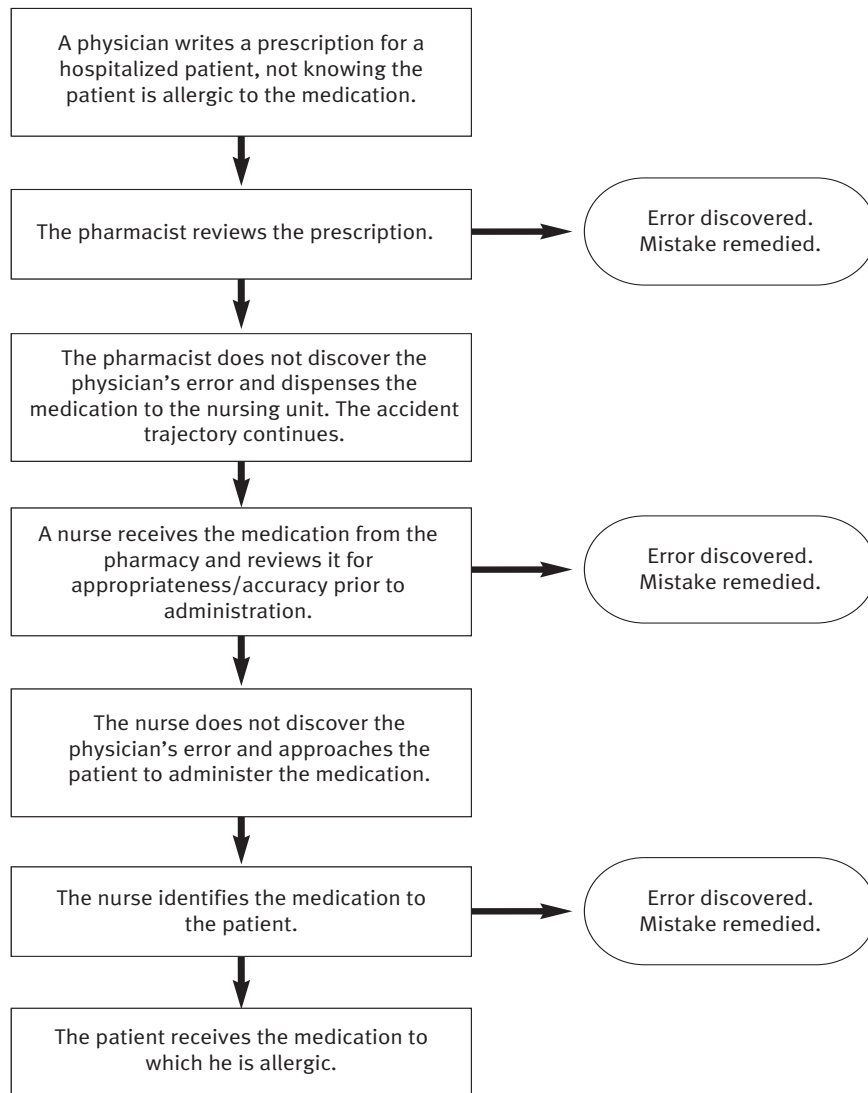 A physician writes a prescription for a
hospitalized patient, not knowing the
patient is allergic to the medication.
The pharmacist reviews the prescription.
Error discovered.
Mistake remedied.
The pharmacist does not discover the
physician’s error and dispenses the
medication to the nursing unit. The accident
trajectory continues.
A nurse receives the medication from the
pharmacy and reviews it for
appropriateness/accuracy prior to
administration.
Error discovered.
Mistake remedied.
The nurse does not discover the
physician’s error and approaches the
patient to administer the medication.
The nurse identifies the medication to
the patient.
Error discovered.
Mistake remedied.
The patient receives the medication to
which he is allergic.